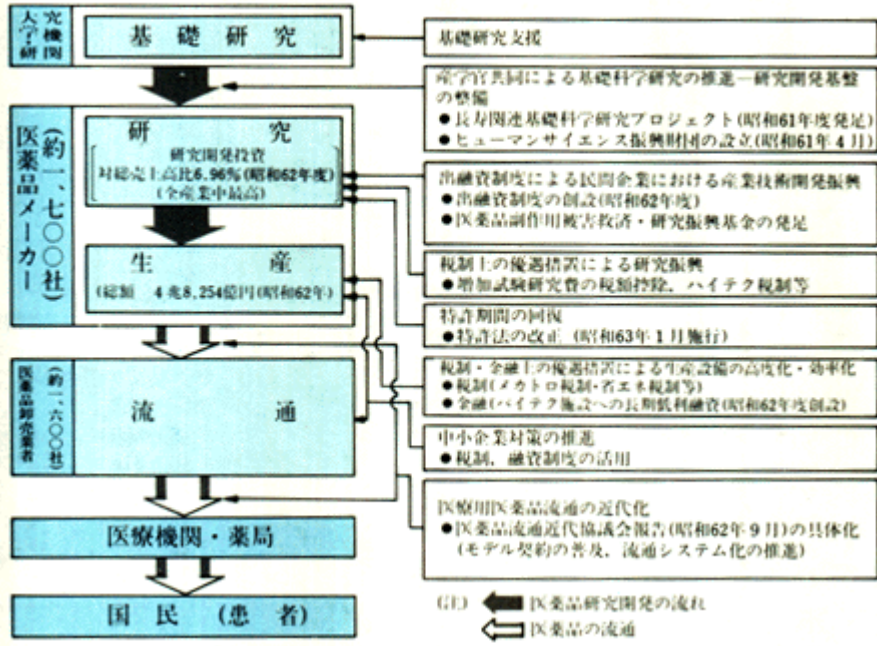 大学・研究機関
基礎研究
基礎研究支援
産学官共同による基礎科学研究の推進―研究開発基盤
の整備
●長寿関連基礎科学研究プロジェクト(昭和61年度発足)
●ヒューマンサイエンス振興財団の設立(昭和61年4月)
医薬品メーカー
(約一、七〇〇社)
研究
研究開発投資
対総売上高比6.96%(昭和62年度)
(全産業中最高)
出融資制度による民間企業における産業技術開発振興
●出融資制度の創設(昭和62年度)
●医薬品副作用被害救済・研究振興基金の発足
生産
(総額 4兆8,254億円(昭和62年)
税制上の優遇措置による研究振興
●増加試験研究費の税額控除，ハイテク税制等
特許期間の回復
●特許法の改正(昭和63年1月施行)
医薬品卸売業者
(約一、六〇〇社)
流通
税制・金融上の優遇措置による生産設備の高度化・効率化
●税制(メカトロ税制・省エネ税制等)
●金融(ハイテク施設への長期低利融資(昭和62年度創設)
中小企業対策の推進
●税制，融資制度の活用
医療用医薬品流通の近代化
●医薬品流通近代協議会報告(昭和62年9月)の具体化
(モデル契約の普及，流通システム化の推進)
医療機関・薬局
国民(患者)
(注) 医薬品研究開発の流れ
医薬品の流通